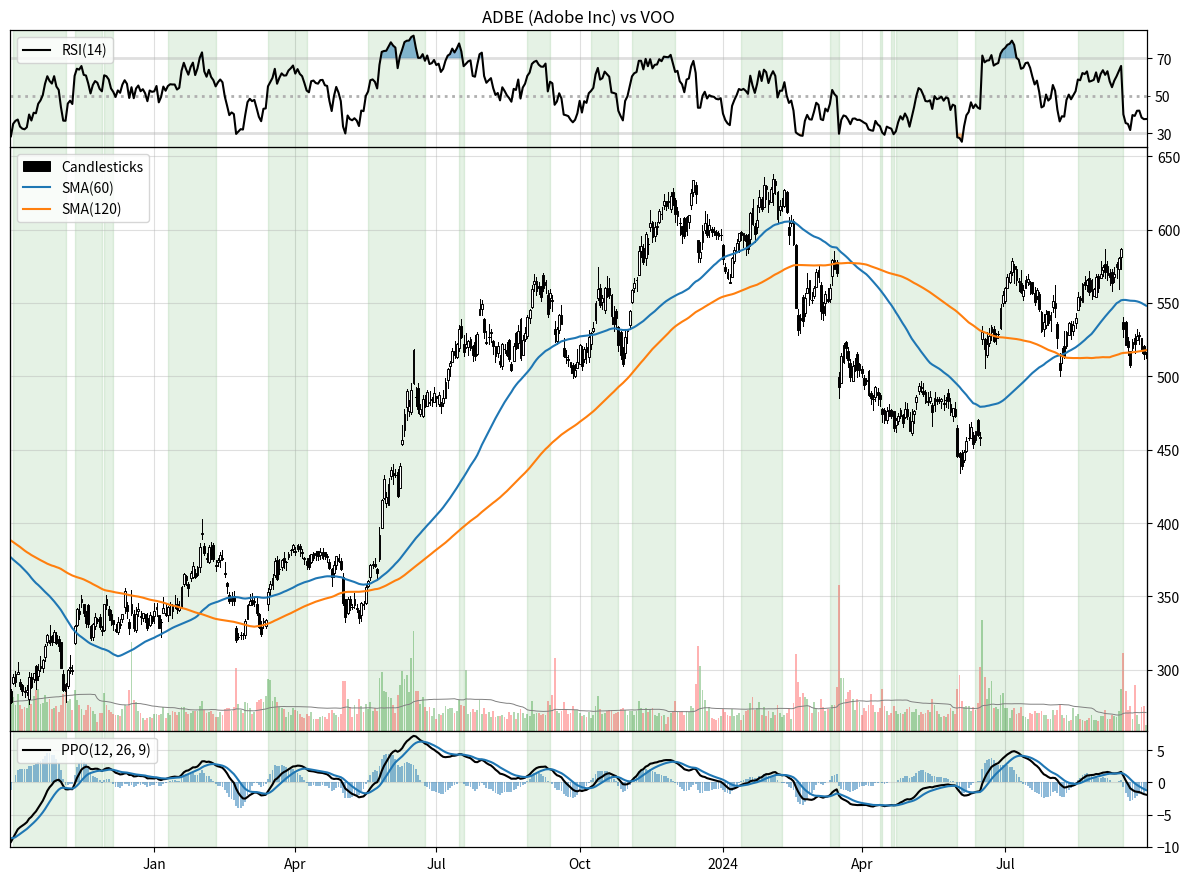 ADBE (Adobe Inc) vs VOO
RSI(14)
70
50
30
Candlesticks
SMA(60)
SMA(120)
650
600
550
500
450
400
350
300
PPO(12, 26, 9)
5
0
−5
−10
Jan Apr Jul Oct 2024 Apr Jul